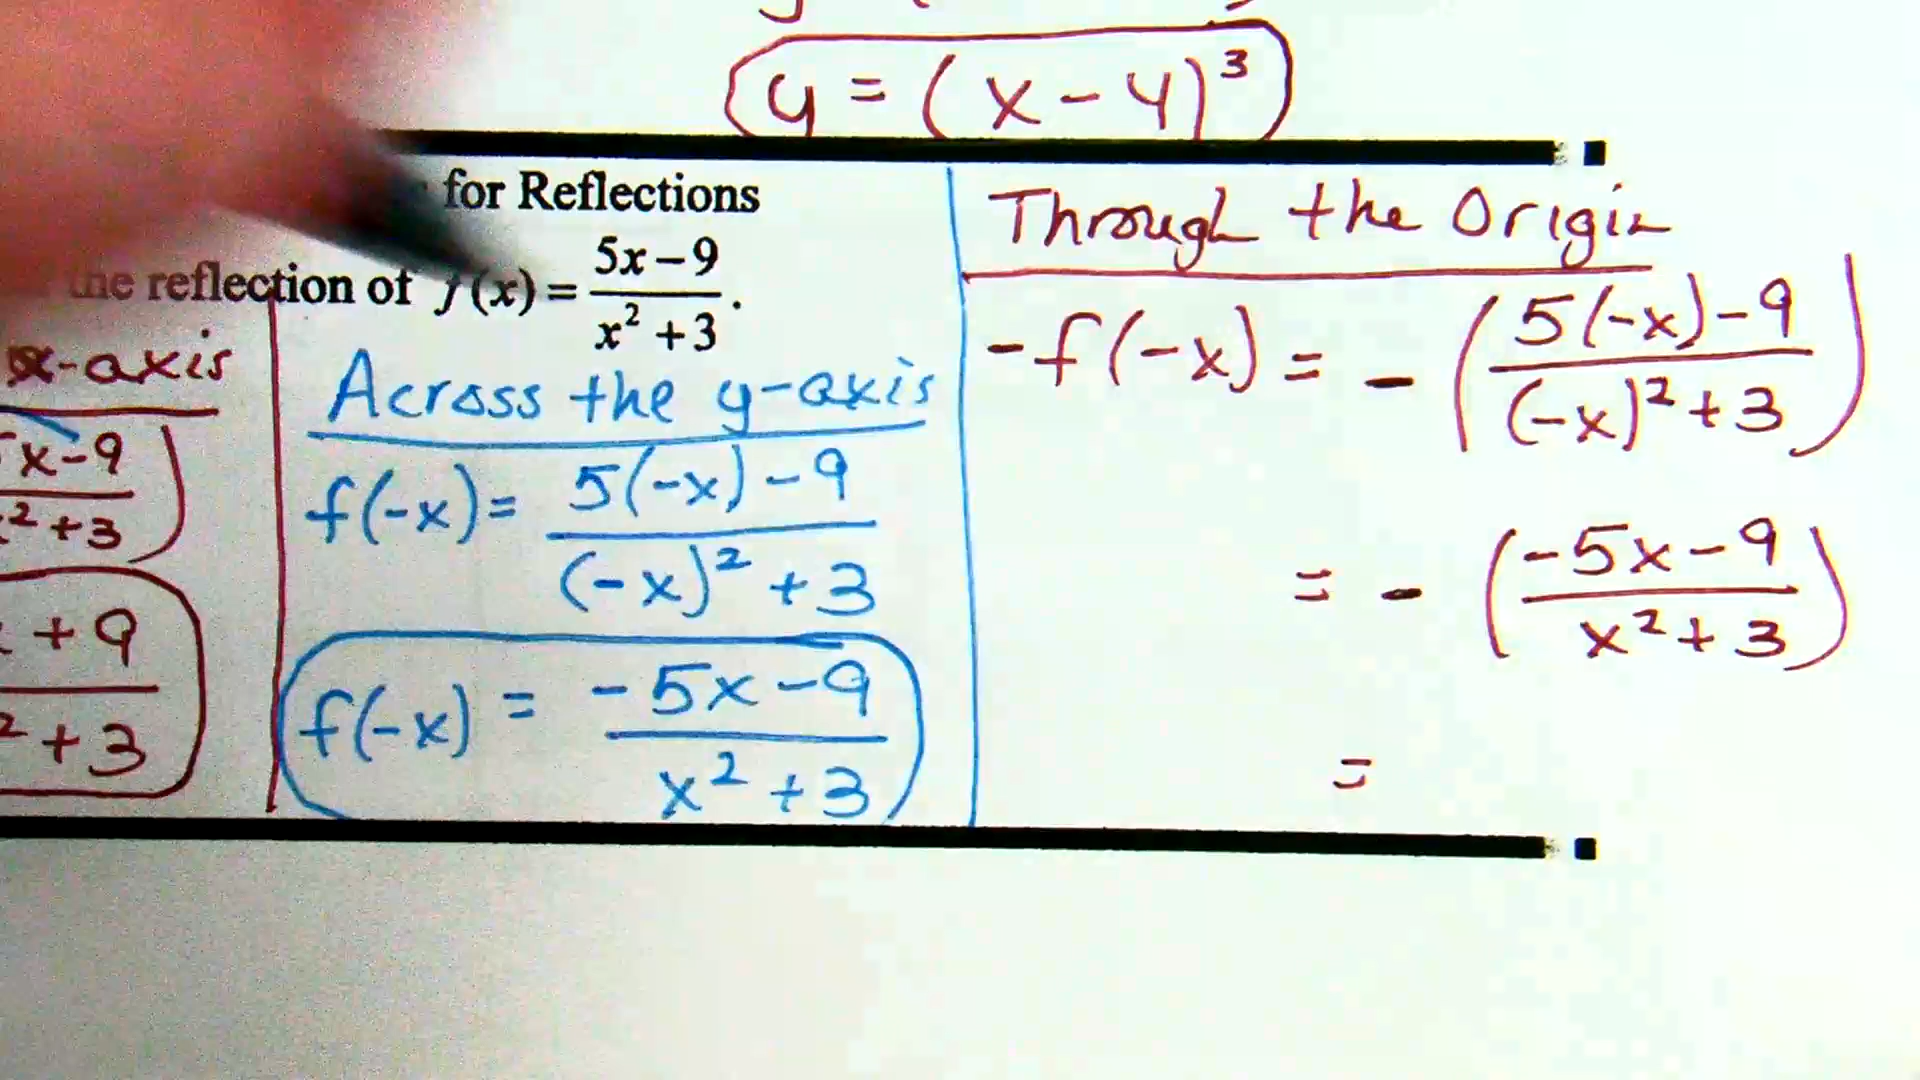 y = (x - 4)³
for Reflections
the reflection of f(x) = (5x - 9)/(x² + 3).
x-axis
x-9
² + 3
+ 9
² + 3
Across the y-axis
f(-x) = (5(-x) - 9)/((-x)² + 3)
f(-x) = (-5x - 9)/(x² + 3)
Through the Origin
-f(-x) = - ((5(-x) - 9)/((-x)² + 3))
= - ((-5x - 9)/(x² + 3))
=